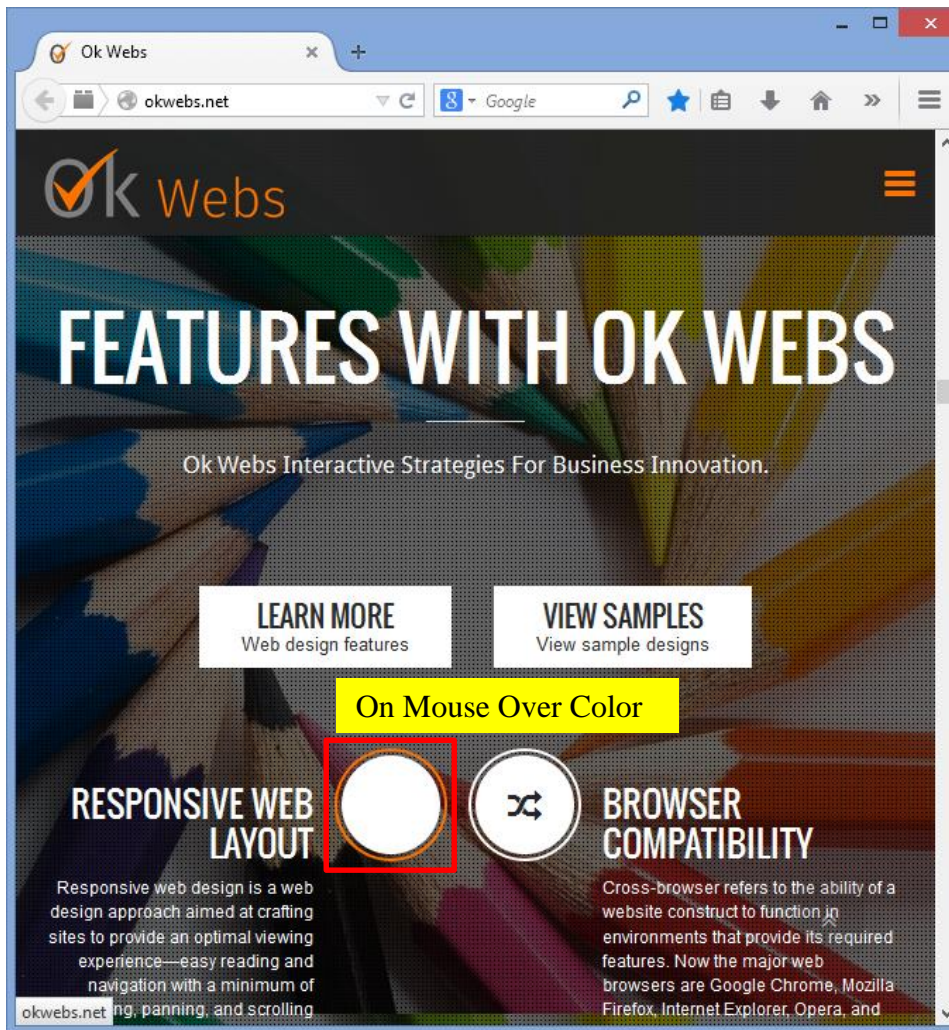 Ok Webs
okwebs.net
8
Google
Ok Webs
FEATURES WITH OK WEBS
Ok Webs Interactive Strategies For Business Innovation.
LEARN MORE
Web design features
VIEW SAMPLES
View sample designs
On Mouse Over Color
RESPONSIVE WEB
LAYOUT
Responsive web design is a web
design approach aimed at crafting
sites to provide an optimal viewing
experience—easy reading and
navigation with a minimum of
panning, and scrolling
BROWSER
COMPATIBILITY
Cross-browser refers to the ability of a
website construct to function in
environments that provide its required
features. Now the major web
browsers are Google Chrome, Mozilla
Firefox, Internet Explorer, Opera, and
okwebs.net